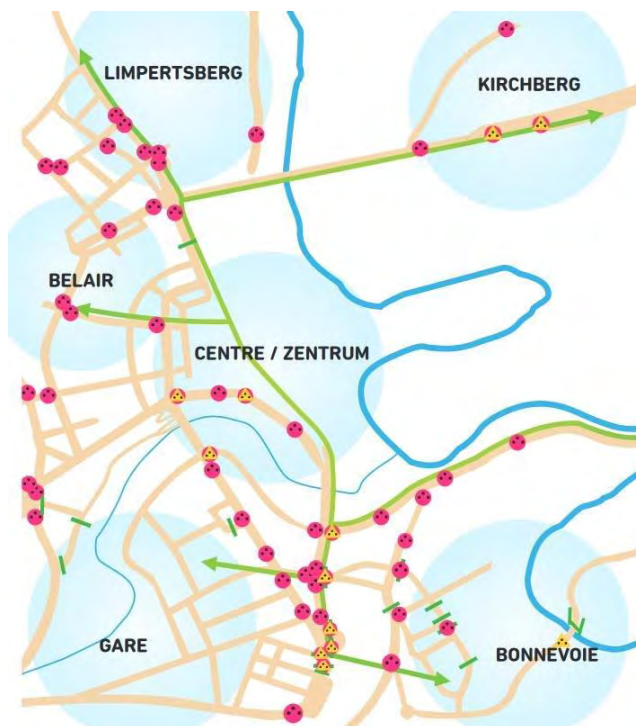 LIMPERTSBERG
KIRCHBERG
BELAIR
CENTRE / ZENTRUM
GARE
BONNEVOIE